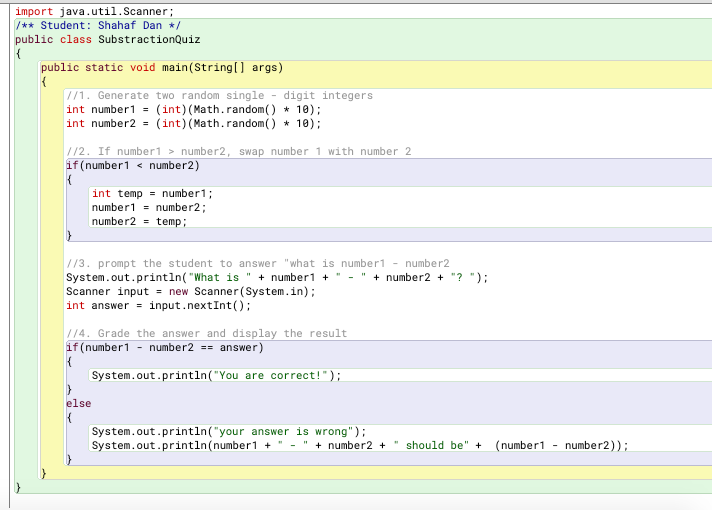 import java.util.Scanner;
/** Student: Shahaf Dan */
public class SubstractionQuiz
{
    public static void main(String[] args)
    {
        //1. Generate two random single - digit integers
        int number1 = (int)(Math.random() * 10);
        int number2 = (int)(Math.random() * 10);

        //2. If number1 > number2, swap number 1 with number 2
        if(number1 < number2)
        {
            int temp = number1;
            number1 = number2;
            number2 = temp;
        }

        //3. prompt the student to answer "what is number1 - number2
        System.out.println("What is " + number1 + " - " + number2 + "? ");
        Scanner input = new Scanner(System.in);
        int answer = input.nextInt();

        //4. Grade the answer and display the result
        if(number1 - number2 == answer)
        {
            System.out.println("You are correct!");
        }
        else
        {
            System.out.println("your answer is wrong");
            System.out.println(number1 + " - " + number2 + " should be" +  (number1 - number2));
        }
    }
}